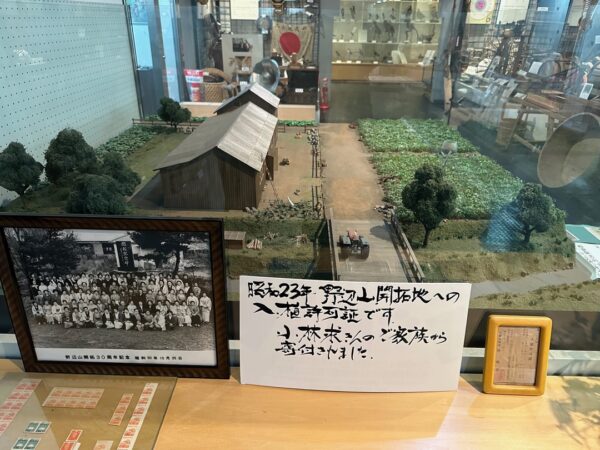 昭和23年 野辺山開拓地への
入植許可証です
小林末さんのご家族から
寄付されました。
野辺山開拓30周年記念